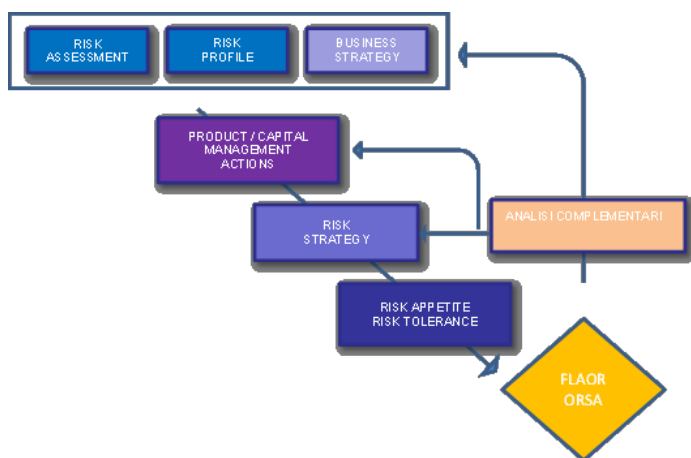 RISK
ASSESSMENT
RISK
PROFILE
BUSINESS
STRATEGY
PRODUCT / CAPITAL
MANAGEMENT
ACTIONS
RISK
STRATEGY
ANALISI COMPLEMENTARI
RISK APPETITE
RISK TOLERANCE
FLAOR
ORSA